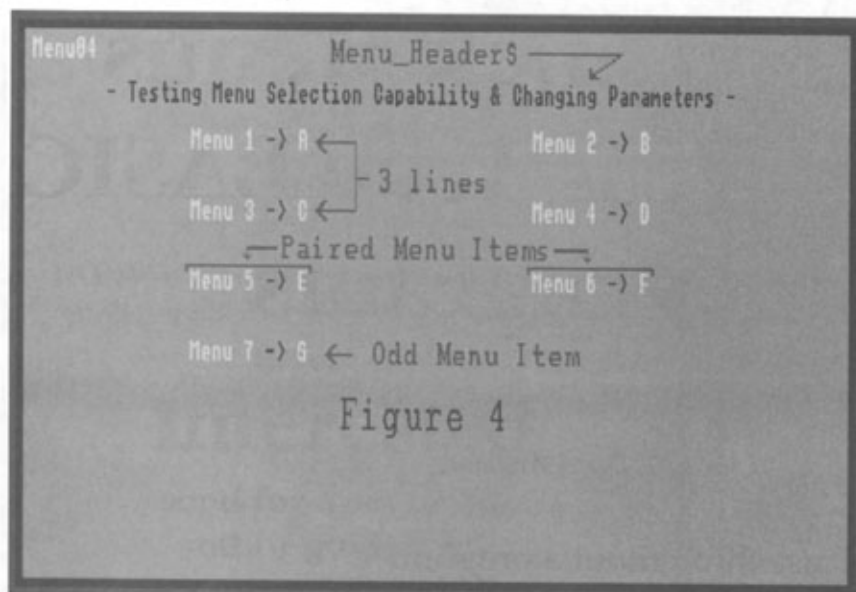 Menu04
Menu_Header$
- Testing Menu Selection Capability & Changing Parameters -
Menu 1 -> A
Menu 2 -> B
3 lines
Menu 3 -> C
Menu 4 -> D
Paired Menu Items
Menu 5 -> E
Menu 6 -> F
Menu 7 -> G ← Odd Menu Item
Figure 4